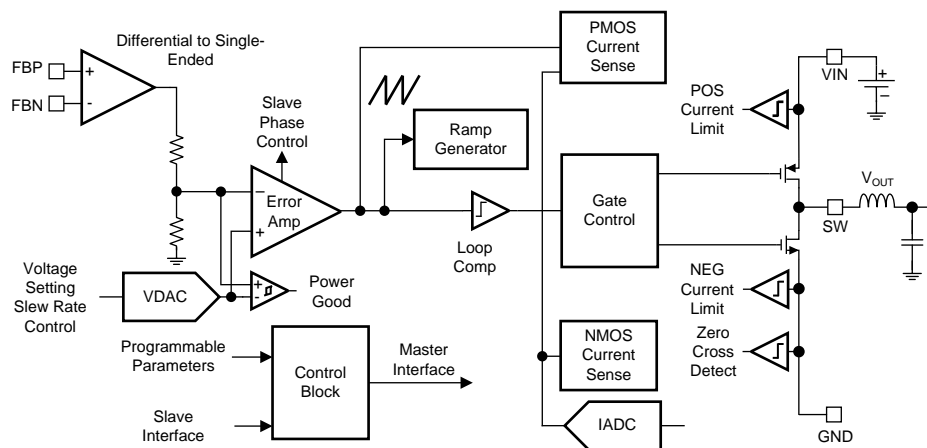 Differential to Single-
Ended
FBP
FBN
+
-
Slave
Phase
Control
PMOS
Current
Sense
VIN
+
−
POS
Current
Limit
Ramp
Generator
−
Error
Amp
+
Loop
Comp
Gate
Control
VOUT
SW
Voltage
Setting
Slew Rate
Control
VDAC
+
-
Power
Good
NEG
Current
Limit
Zero
Cross
Detect
Programmable
Parameters
Slave
Interface
Control
Block
Master
Interface
NMOS
Current
Sense
IADC
GND